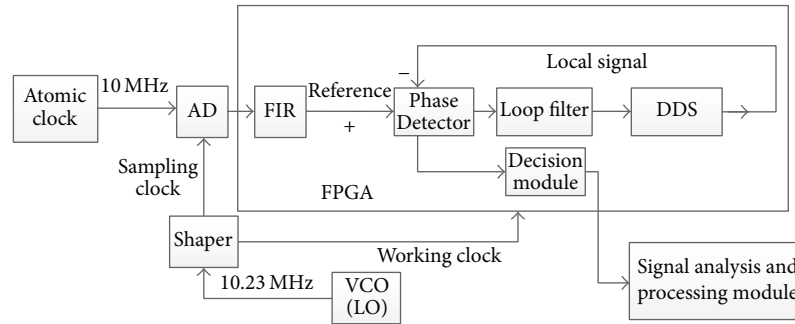 Local signal
10 MHz
Reference
Atomic
clock
AD
FIR
+
−
Phase
Detector
Loop filter
DDS
Sampling
clock
Decision
module
FPGA
Shaper
Working clock
10.23 MHz
VCO
(LO)
Signal analysis and
processing module